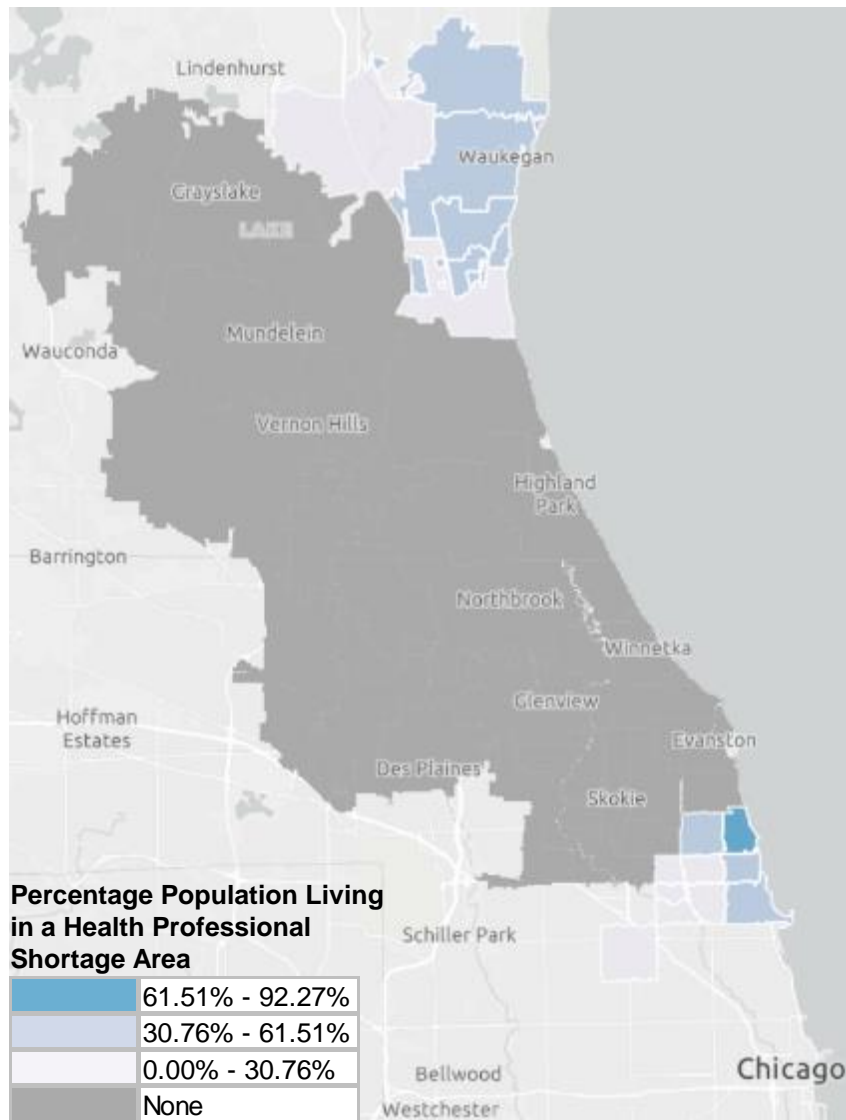 Lindenhurst
Waukegan
Grayslake
LAKE
Mundelein
Wauconda
Vernon Hills
Highland
Park
Barrington
Northbrook
Winnetka
Glenview
Hoffman
Estates
Evanston
Des Plaines
Skokie
Percentage Population Living
in a Health Professional
Shortage Area
Schiller Park
61.51% - 92.27%
30.76% - 61.51%
0.00% - 30.76%
None
Bellwood
Chicago
Westchester